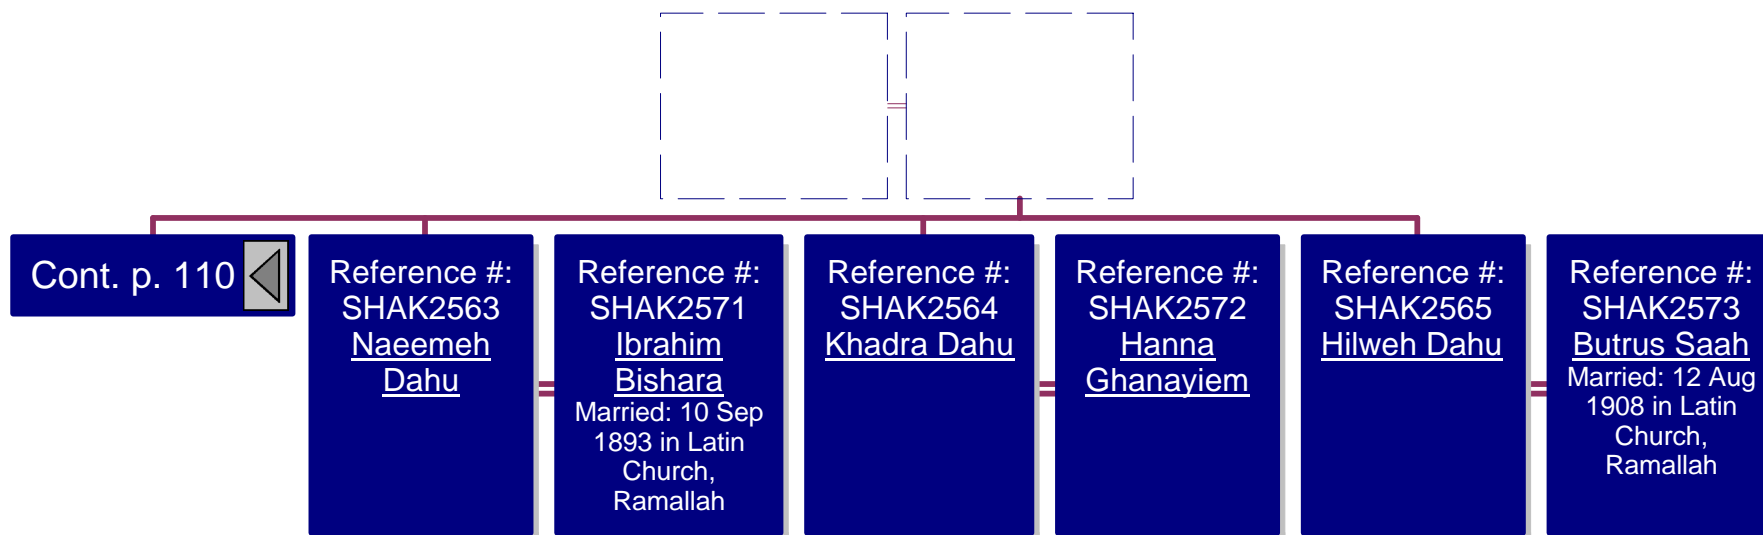 Cont. p. 110
Reference #:
SHAK2563
Naeemeh
Dahu
Reference #:
SHAK2571
Ibrahim
Bishara
Married: 10 Sep
1893 in Latin
Church,
Ramallah
Reference #:
SHAK2564
Khadra Dahu
Reference #:
SHAK2572
Hanna
Ghanayiem
Reference #:
SHAK2565
Hilweh Dahu
Reference #:
SHAK2573
Butrus Saah
Married: 12 Aug
1908 in Latin
Church,
Ramallah